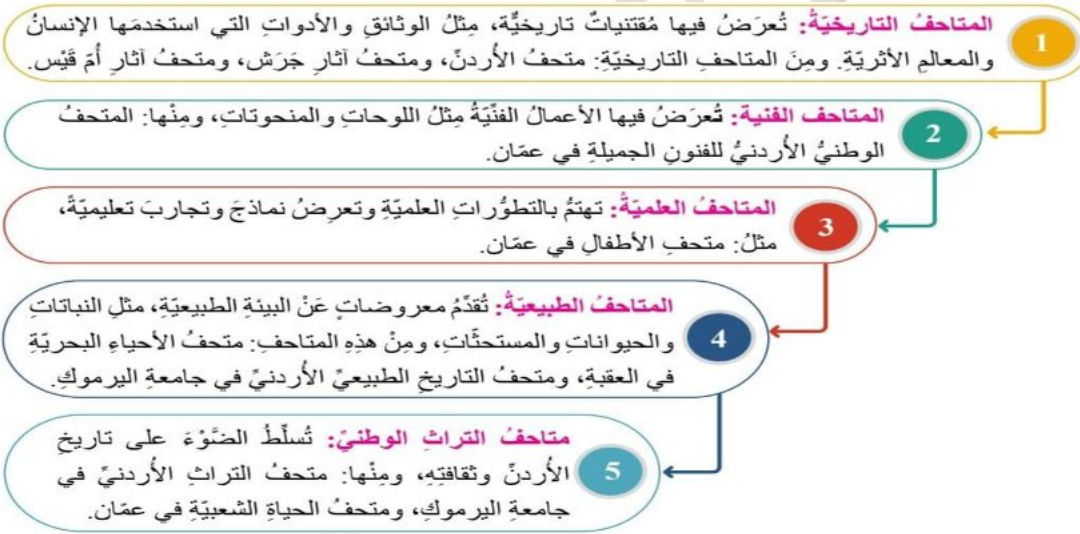 1
المتاحفُ التاريخيّةُ: تُعرَضُ فيها مُقتنياتٌ تاريخيَّة، مِثلُ الوثائقِ والأدواتِ التي استخدمَها الإنسانُ
والمعالمِ الأثريّةِ. ومِنَ المتاحفِ التاريخيّةِ: متحفُ الأُردنّ، ومتحفُ آثارِ جَرَش، ومتحفُ آثارِ أمّ قَيْس.
2
المتاحف الفنية: تُعرَضُ فيها الأعمالُ الفنّيّةُ مِثلُ اللوحاتِ والمنحوتاتِ، ومِنْها: المتحفُ
الوطنيُّ الأُردنيُّ للفنونِ الجميلةِ في عمّان.
3
المتاحفُ العلميّةُ: تهتمُّ بالتطوُّراتِ العلميّةِ وتعرِضُ نماذجَ وتجاربَ تعليميّةً،
مثلُ: متحفِ الأطفالِ في عمّان.
4
المتاحفُ الطبيعيّةُ: تُقدّمُ معروضاتٍ عَنْ البيئةِ الطبيعيّةِ، مثلِ النباتاتِ
والحيواناتِ والمستحثّاتِ، ومِنْ هذِهِ المتاحفِ: متحفُ الأحياءِ البحريّةِ
في العقبةِ، ومتحفُ التاريخِ الطبيعيِّ الأُردنيِّ في جامعةِ اليرموكِ.
5
متاحفُ التراثِ الوطنيّ: تُسلِّطُ الضَّوْءَ على تاريخِ
الأُردنّ وثقافتِهِ، ومِنْها: متحفُ التراثِ الأُردنيِّ في
جامعةِ اليرموكِ، ومتحفُ الحياةِ الشعبيّةِ في عمّان.